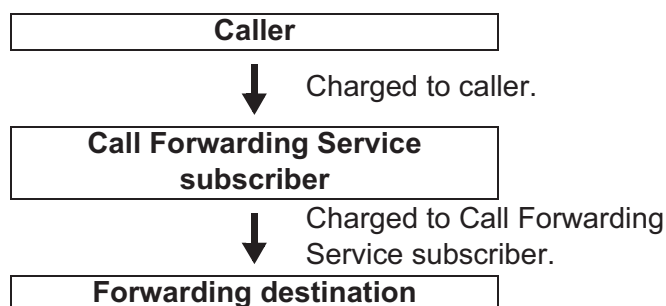 Caller
Charged to caller.
Call Forwarding Service
subscriber
Charged to Call Forwarding
Service subscriber.
Forwarding destination